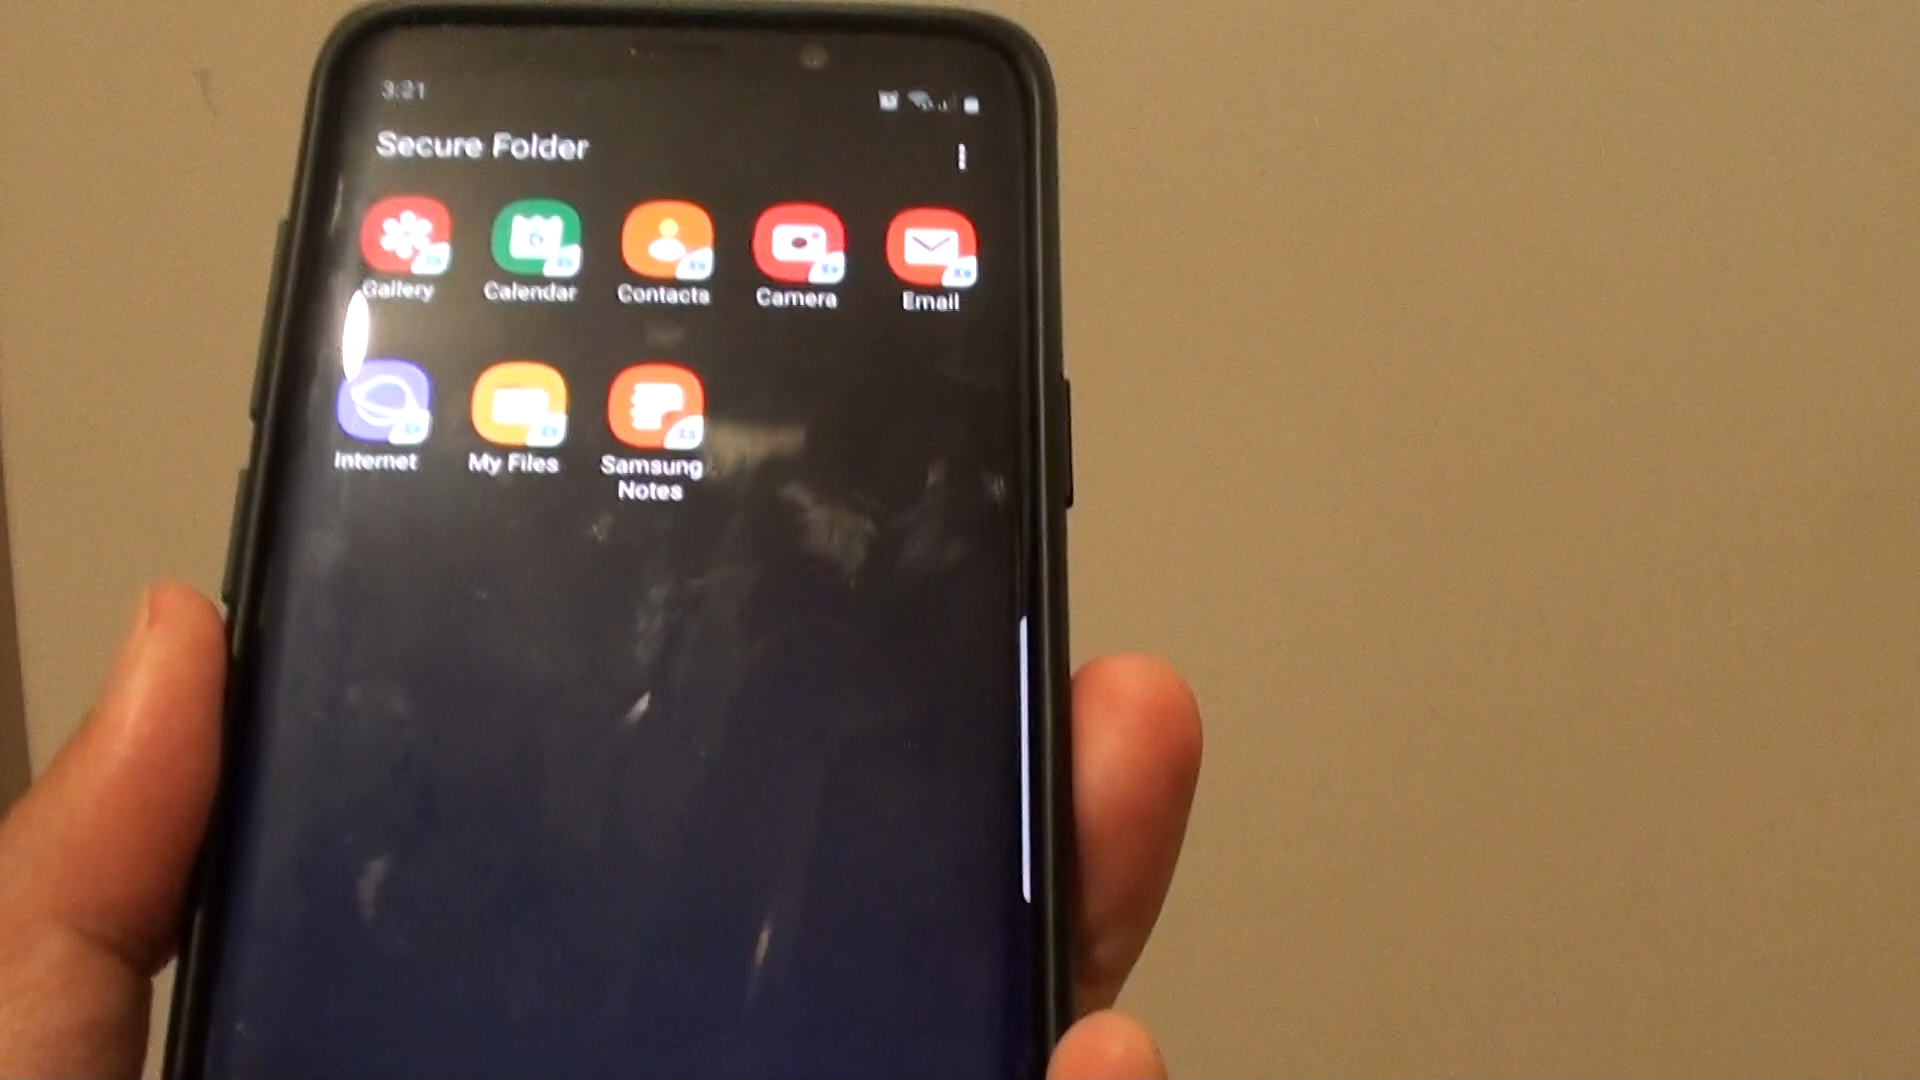 3:21
Secure Folder
Gallery
Calendar
Contacts
Camera
Email
Internet
My Files
Samsung
Notes